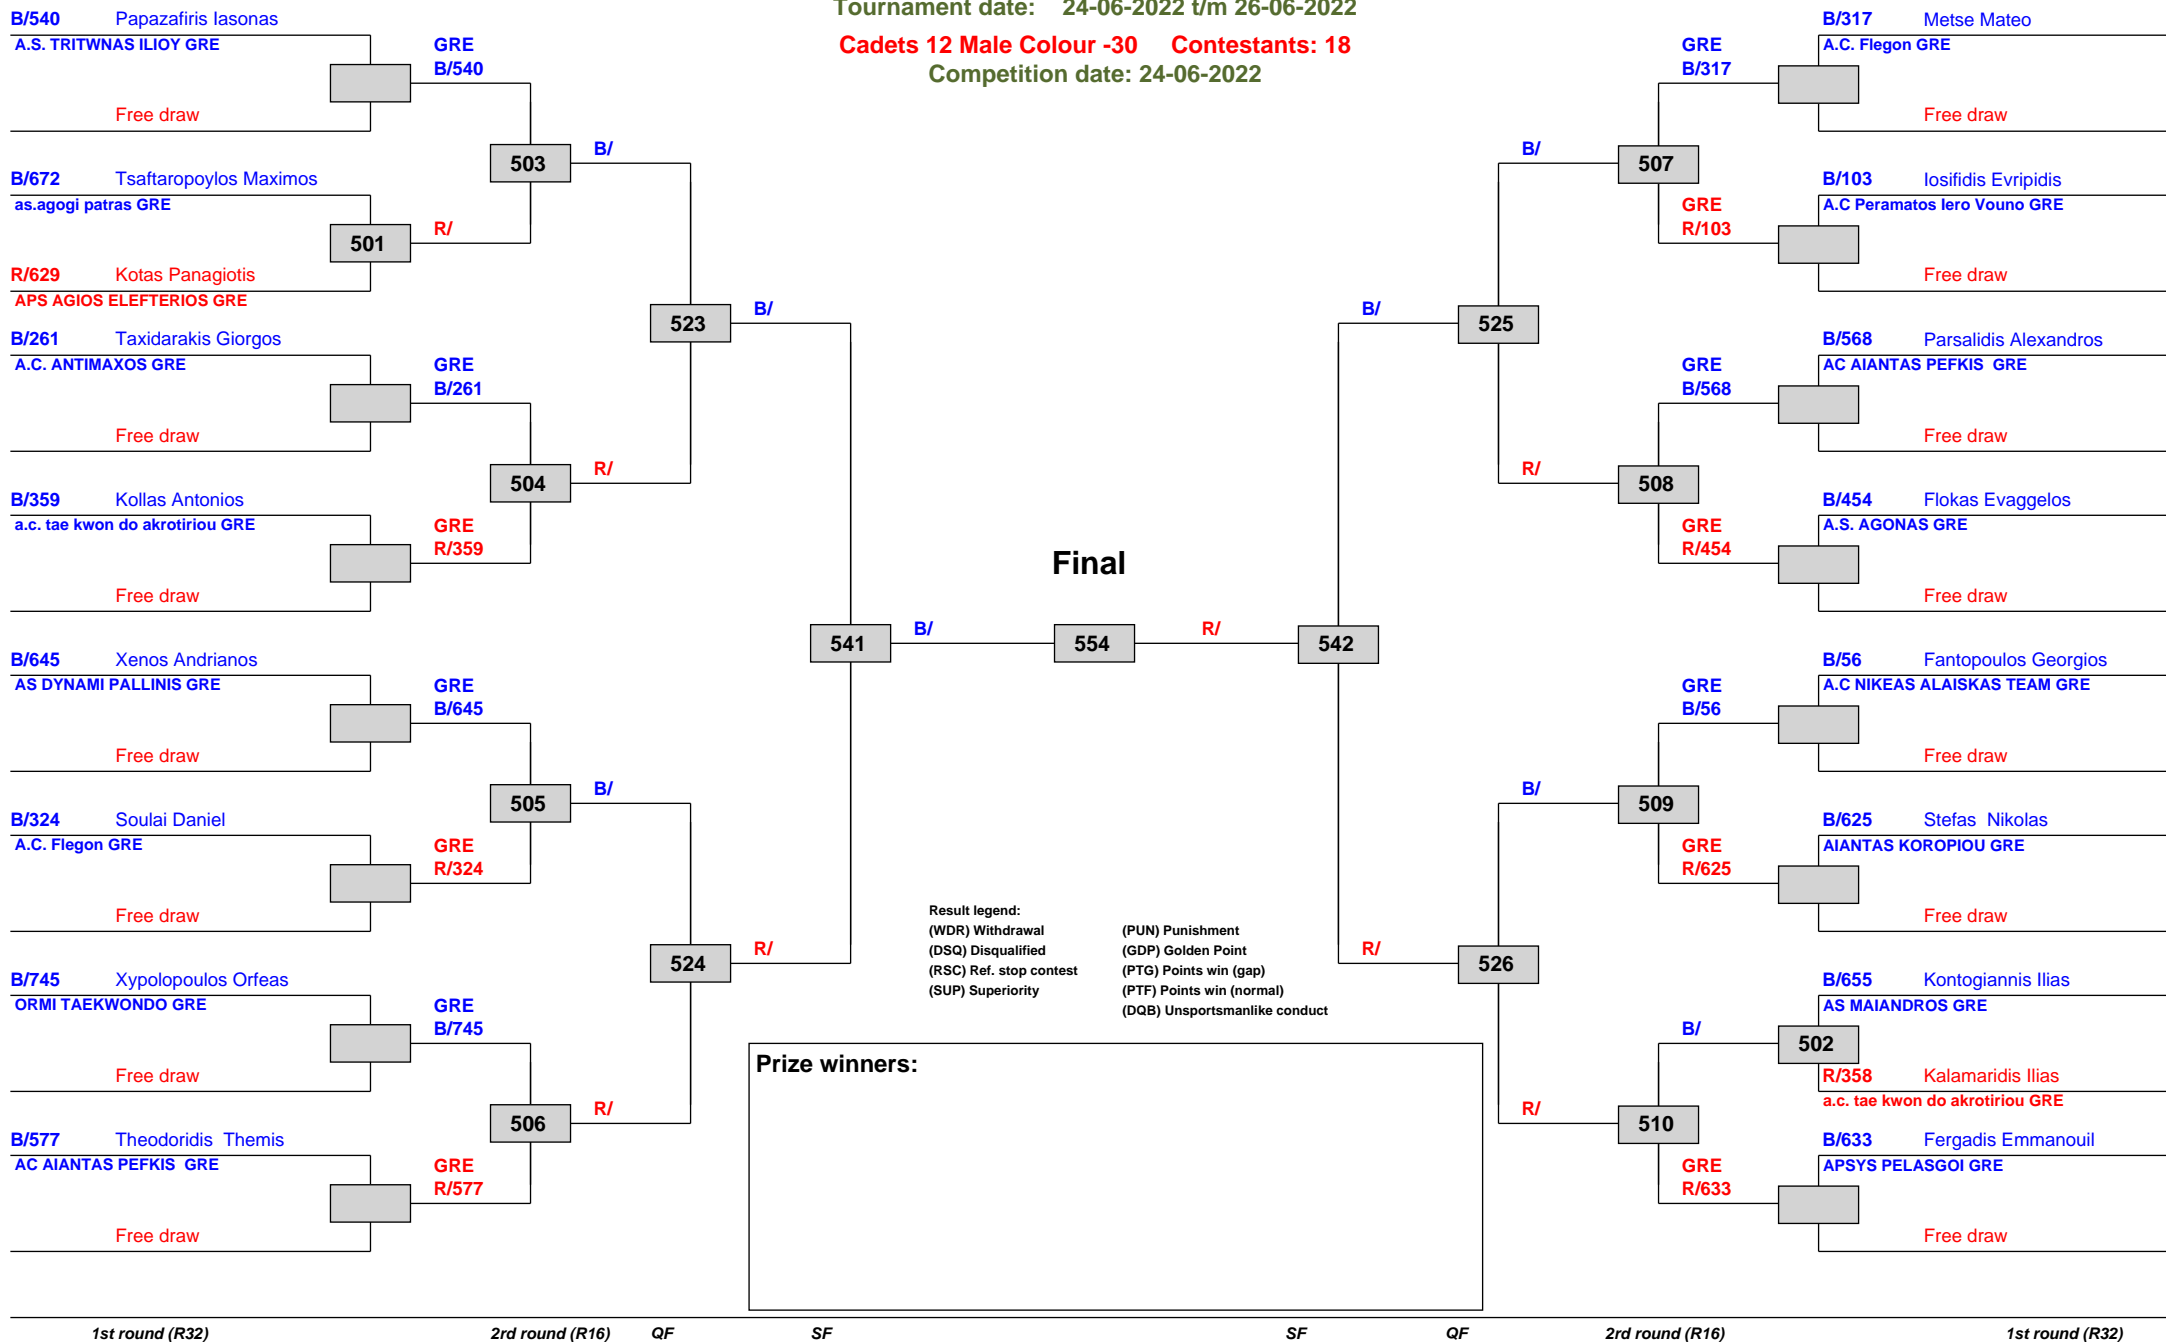 Tournament date: 24-06-2022 t/m 26-06-2022
Cadets 12 Male Colour -30 Contestants: 18
Competition date: 24-06-2022
B/540 Papazafiris Iasonas
A.S. TRITWNAS ILIOY GRE
Free draw
B/672 Tsaftaropoylos Maximos
as.agogi patras GRE
501
R/629 Kotas Panagiotis
APS AGIOS ELEFTERIOS GRE
B/261 Taxidarakis Giorgos
A.C. ANTIMAXOS GRE
Free draw
B/359 Kollas Antonios
a.c. tae kwon do akrotiriou GRE
Free draw
B/645 Xenos Andrianos
AS DYNAMI PALLINIS GRE
Free draw
B/324 Soulai Daniel
A.C. Flegon GRE
Free draw
B/745 Xypolopoulos Orfeas
ORMI TAEKWONDO GRE
Free draw
B/577 Theodoridis Themis
AC AIANTAS PEFKIS GRE
Free draw
GRE
B/540
503
R/
GRE
B/261
504
GRE
R/359
GRE
B/645
505
GRE
R/324
GRE
B/745
506
GRE
R/577
B/
523
R/
B/
524
R/
B/
541
R/
B/
Final
554
R/
B/
542
R/
B/
525
R/
B/
526
R/
GRE
B/317
507
GRE
R/103
GRE
B/568
508
GRE
R/454
GRE
B/56
509
GRE
R/625
B/
510
GRE
R/633
B/317 Metse Mateo
A.C. Flegon GRE
Free draw
B/103 Iosifidis Evripidis
A.C Peramatos Iero Vouno GRE
Free draw
B/568 Parsalidis Alexandros
AC AIANTAS PEFKIS GRE
Free draw
B/454 Flokas Evaggelos
A.S. AGONAS GRE
Free draw
B/56 Fantopoulos Georgios
A.C NIKEAS ALAISKAS TEAM GRE
Free draw
B/625 Stefas Nikolas
AIANTAS KOROPIOU GRE
Free draw
B/655 Kontogiannis Ilias
AS MAIANDROS GRE
502
R/358 Kalamaridis Ilias
a.c. tae kwon do akrotiriou GRE
B/633 Fergadis Emmanouil
APSYS PELASGOI GRE
Free draw
Result legend:
(WDR) Withdrawal (PUN) Punishment
(DSQ) Disqualified (GDP) Golden Point
(RSC) Ref. stop contest (PTG) Points win (gap)
(SUP) Superiority (PTF) Points win (normal)
(DQB) Unsportsmanlike conduct
Prize winners:
1st round (R32) 2rd round (R16) QF SF SF QF 2rd round (R16) 1st round (R32)